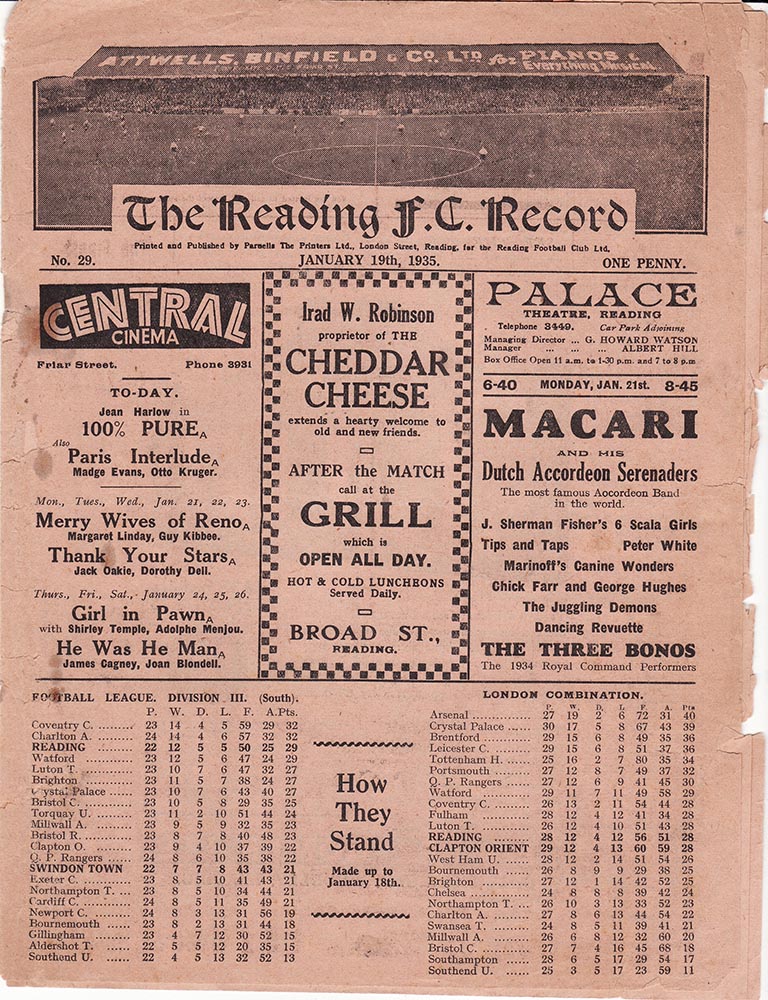 ATTWELLS, BINFIELD & CO. LTD for PIANOS &
Everything Musical.
The Reading F.C. Record
Printed and Published by Parnells The Printers Ltd., London Street, Reading, for the Reading Football Club Ltd.
No. 29. JANUARY 19th, 1935. ONE PENNY.
CENTRAL
CINEMA
Friar Street. Phone 3931
TO-DAY.
Jean Harlow in
100% PURE A
Also
Paris Interlude A
Madge Evans, Otto Kruger.
Mon., Tues., Wed., Jan. 21, 22, 23.
Merry Wives of Reno A
Margaret Linday, Guy Kibbee.
Thank Your Stars A
Jack Oakie, Dorothy Dell.
Thurs., Fri., Sat., January 24, 25, 26.
Girl in Pawn A
with Shirley Temple, Adolphe Menjou.
He Was He Man A
James Cagney, Joan Blondell.
Irad W. Robinson
proprietor of THE
CHEDDAR
CHEESE
extends a hearty welcome to
old and new friends.
AFTER the MATCH
call at the
GRILL
which is
OPEN ALL DAY.
HOT & COLD LUNCHEONS
Served Daily.
BROAD ST.,
READING.
PALACE
THEATRE, READING
Telephone 3449. Car Park Adjoining
Managing Director ... G. HOWARD WATSON
Manager ... ... ... ALBERT HILL
Box Office Open 11 a.m. to 1-30 p.m. and 7 to 8 p.m
6-40 MONDAY, JAN. 21st. 8-45
MACARI
AND HIS
Dutch Accordeon Serenaders
The most famous Accordeon Band
in the world.
J. Sherman Fisher's 6 Scala Girls
Tips and Taps Peter White
Marinoff's Canine Wonders
Chick Farr and George Hughes
The Juggling Demons
Dancing Revuette
THE THREE BONOS
The 1934 Royal Command Performers
FOOTBALL LEAGUE. DIVISION III. (South).
P. W. D. L. F. A. Pts.
Coventry C. ......... 23 14 4 5 59 29 32
Charlton A. ......... 24 14 4 6 57 32 32
READING ......... 22 12 5 5 50 25 29
Watford ......... 23 12 5 6 47 24 29
Luton T. ......... 23 10 7 6 47 32 27
Brighton ......... 23 11 5 7 38 24 27
Crystal Palace ...... 23 10 7 6 43 40 27
Bristol C. ......... 23 10 5 8 29 35 25
Torquay U. ......... 23 11 2 10 51 44 24
Millwall A. ......... 23 9 5 9 32 35 23
Bristol R. ......... 23 8 7 8 40 48 23
Clapton O. ......... 23 9 4 10 37 39 22
Q. P. Rangers ...... 24 8 6 10 35 38 22
SWINDON TOWN 22 7 7 8 43 43 21
Exeter C. ......... 23 8 5 10 41 43 21
Northampton T. ... 23 8 5 10 34 44 21
Cardiff C. ......... 24 8 5 11 35 49 21
Newport C. ......... 24 8 3 13 31 56 19
Bournemouth ...... 23 8 2 13 31 44 18
Gillingham ......... 23 4 7 12 30 52 15
Aldershot T. ...... 22 5 5 12 20 35 15
Southend U. ...... 22 4 5 13 32 52 13
How
They
Stand
Made up to
January 18th.
LONDON COMBINATION.
P. W. D. L F. A. Pts
Arsenal ............... 27 19 2 6 72 31 40
Crystal Palace ...... 30 17 5 8 67 43 39
Brentford ............ 29 15 6 8 49 35 36
Leicester C. ......... 29 15 6 8 51 37 36
Tottenham H. ...... 25 16 2 7 80 35 34
Portsmouth ......... 27 12 8 7 49 37 32
Q. P. Rangers ...... 27 12 6 9 41 45 30
Watford ............ 29 11 7 11 49 58 29
Coventry C. ......... 26 13 2 11 54 44 28
Fulham ............ 28 12 4 12 41 34 28
Luton T. ............ 26 12 4 10 51 43 28
READING ......... 28 12 4 12 56 51 28
CLAPTON ORIENT 29 12 4 13 60 59 28
West Ham U. ...... 28 12 2 14 51 54 26
Bournemouth ...... 26 8 9 9 29 38 25
Brighton ............ 27 12 1 14 42 52 25
Chelsea ............ 24 8 8 8 39 42 24
Northampton T. ... 26 10 3 13 33 52 23
Charlton A. ......... 27 8 6 13 44 54 22
Swansea T. ......... 24 8 5 11 39 41 21
Millwall A. ......... 26 6 8 12 32 60 20
Bristol C. ............ 27 7 4 16 45 68 18
Southampton ...... 28 6 5 17 29 54 17
Southend U. ...... 25 3 5 17 23 59 11